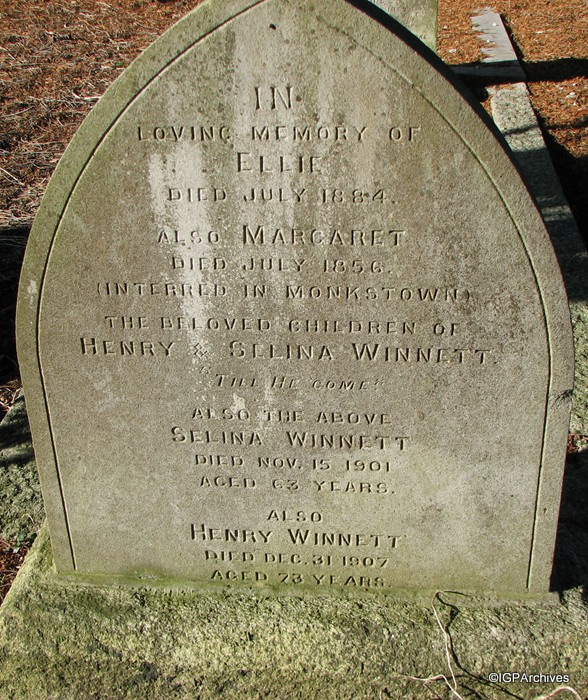 IN
LOVING MEMORY OF
ELLIE
DIED JULY 1884.
ALSO MARGARET
DIED JULY 1856.
(INTERRED IN MONKSTOWN)
THE BELOVED CHILDREN OF
HENRY & SELINA WINNETT.
"TILL HE COME"
ALSO THE ABOVE
SELINA WINNETT
DIED NOV. 15 1901
AGED 63 YEARS.
ALSO
HENRY WINNETT
DIED DEC. 31 1907
AGED 73 YEARS.
©IGPArchives